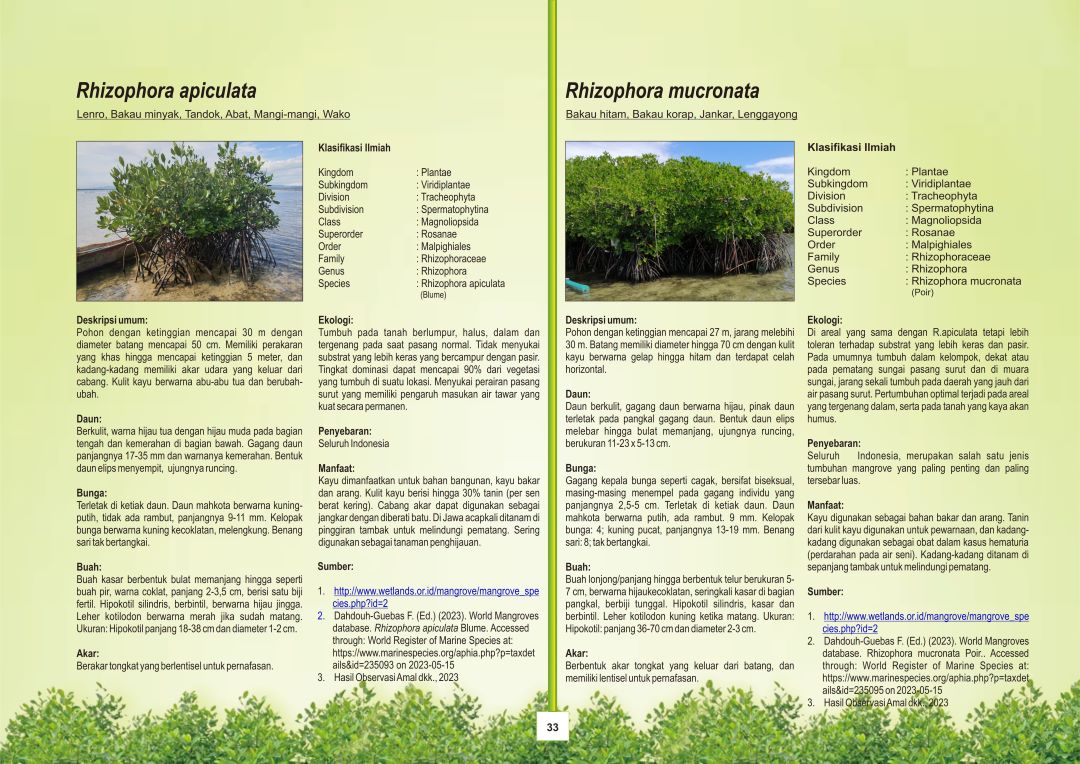 Rhizophora apiculata
Lenro, Bakau minyak, Tandok, Abat, Mangi-mangi, Wako
Klasifikasi Ilmiah
Kingdom : Plantae
Subkingdom : Viridiplantae
Division : Tracheophyta
Subdivision : Spermatophytina
Class : Magnoliopsida
Superorder : Rosanae
Order : Malpighiales
Family : Rhizophoraceae
Genus : Rhizophora
Species : Rhizophora apiculata
(Blume)
Deskripsi umum:
Pohon dengan ketinggian mencapai 30 m dengan
diameter batang mencapai 50 cm. Memiliki perakaran
yang khas hingga mencapai ketinggian 5 meter, dan
kadang-kadang memiliki akar udara yang keluar dari
cabang. Kulit kayu berwarna abu-abu tua dan berubah-
ubah.
Daun:
Berkulit, warna hijau tua dengan hijau muda pada bagian
tengah dan kemerahan di bagian bawah. Gagang daun
panjangnya 17-35 mm dan warnanya kemerahan. Bentuk
daun elips menyempit, ujungnya runcing.
Bunga:
Terletak di ketiak daun. Daun mahkota berwarna kuning-
putih, tidak ada rambut, panjangnya 9-11 mm. Kelopak
bunga berwarna kuning kecoklatan, melengkung. Benang
sari tak bertangkai.
Buah:
Buah kasar berbentuk bulat memanjang hingga seperti
buah pir, warna coklat, panjang 2-3,5 cm, berisi satu biji
fertil. Hipokotil silindris, berbintil, berwarna hijau jingga.
Leher kotilodon berwarna merah jika sudah matang.
Ukuran: Hipokotil panjang 18-38 cm dan diameter 1-2 cm.
Akar:
Berakar tongkat yang berlentisel untuk pernafasan.
Ekologi:
Tumbuh pada tanah berlumpur, halus, dalam dan
tergenang pada saat pasang normal. Tidak menyukai
substrat yang lebih keras yang bercampur dengan pasir.
Tingkat dominasi dapat mencapai 90% dari vegetasi
yang tumbuh di suatu lokasi. Menyukai perairan pasang
surut yang memiliki pengaruh masukan air tawar yang
kuat secara permanen.
Penyebaran:
Seluruh Indonesia
Manfaat:
Kayu dimanfaatkan untuk bahan bangunan, kayu bakar
dan arang. Kulit kayu berisi hingga 30% tanin (per sen
berat kering). Cabang akar dapat digunakan sebagai
jangkar dengan diberati batu. Di Jawa acapkali ditanam di
pinggiran tambak untuk melindungi pematang. Sering
digunakan sebagai tanaman penghijauan.
Sumber:
1. http://www.wetlands.or.id/mangrove/mangrove_spe
cies.php?id=2
2. Dahdouh-Guebas F. (Ed.) (2023). World Mangroves
database. Rhizophora apiculata Blume. Accessed
through: World Register of Marine Species at:
https://www.marinespecies.org/aphia.php?p=taxdet
ails&id=235093 on 2023-05-15
3. Hasil Observasi Amal dkk., 2023
Rhizophora mucronata
Bakau hitam, Bakau korap, Jankar, Lenggayong
Klasifikasi Ilmiah
Kingdom : Plantae
Subkingdom : Viridiplantae
Division : Tracheophyta
Subdivision : Spermatophytina
Class : Magnoliopsida
Superorder : Rosanae
Order : Malpighiales
Family : Rhizophoraceae
Genus : Rhizophora
Species : Rhizophora mucronata
(Poir)
Deskripsi umum:
Pohon dengan ketinggian mencapai 27 m, jarang melebihi
30 m. Batang memiliki diameter hingga 70 cm dengan kulit
kayu berwarna gelap hingga hitam dan terdapat celah
horizontal.
Daun:
Daun berkulit, gagang daun berwarna hijau, pinak daun
terletak pada pangkal gagang daun. Bentuk daun elips
melebar hingga bulat memanjang, ujungnya runcing,
berukuran 11-23 x 5-13 cm.
Bunga:
Gagang kepala bunga seperti cagak, bersifat biseksual,
masing-masing menempel pada gagang individu yang
panjangnya 2,5-5 cm. Terletak di ketiak daun. Daun
mahkota berwarna putih, ada rambut. 9 mm. Kelopak
bunga: 4; kuning pucat, panjangnya 13-19 mm. Benang
sari: 8; tak bertangkai.
Buah:
Buah lonjong/panjang hingga berbentuk telur berukuran 5-
7 cm, berwarna hijaukecoklatan, seringkali kasar di bagian
pangkal, berbiji tunggal. Hipokotil silindris, kasar dan
berbintil. Leher kotilodon kuning ketika matang. Ukuran:
Hipokotil: panjang 36-70 cm dan diameter 2-3 cm.
Akar:
Berbentuk akar tongkat yang keluar dari batang, dan
memiliki lentisel untuk pernafasan.
Ekologi:
Di areal yang sama dengan R.apiculata tetapi lebih
toleran terhadap substrat yang lebih keras dan pasir.
Pada umumnya tumbuh dalam kelompok, dekat atau
pada pematang sungai pasang surut dan di muara
sungai, jarang sekali tumbuh pada daerah yang jauh dari
air pasang surut. Pertumbuhan optimal terjadi pada areal
yang tergenang dalam, serta pada tanah yang kaya akan
humus.
Penyebaran:
Seluruh Indonesia, merupakan salah satu jenis
tumbuhan mangrove yang paling penting dan paling
tersebar luas.
Manfaat:
Kayu digunakan sebagai bahan bakar dan arang. Tanin
dari kulit kayu digunakan untuk pewarnaan, dan kadang-
kadang digunakan sebagai obat dalam kasus hematuria
(perdarahan pada air seni). Kadang-kadang ditanam di
sepanjang tambak untuk melindungi pematang.
Sumber:
1. http://www.wetlands.or.id/mangrove/mangrove_spe
cies.php?id=2
2. Dahdouh-Guebas F. (Ed.) (2023). World Mangroves
database. Rhizophora mucronata Poir.. Accessed
through: World Register of Marine Species at:
https://www.marinespecies.org/aphia.php?p=taxdet
ails&id=235095 on 2023-05-15
3. Hasil Observasi Amal dkk., 2023
33